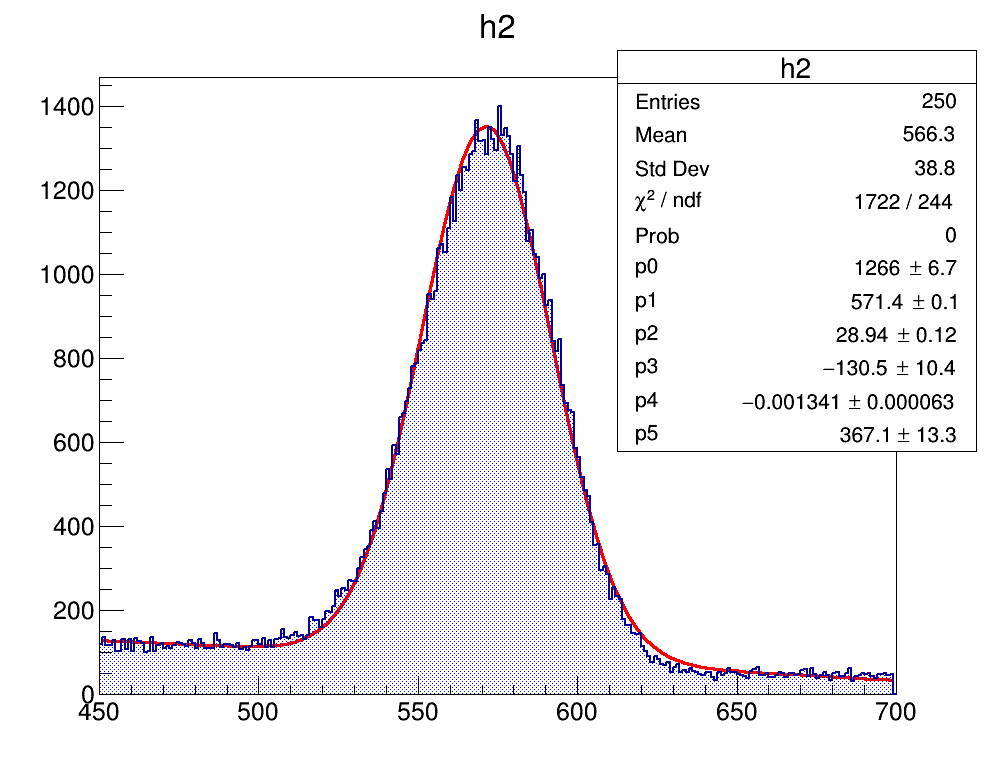 h2
h2
Entries 250
Mean 566.3
Std Dev 38.8
χ² / ndf 1722 / 244
Prob 0
p0 1266 ± 6.7
p1 571.4 ± 0.1
p2 28.94 ± 0.12
p3 −130.5 ± 10.4
p4 −0.001341 ± 0.000063
p5 367.1 ± 13.3
1400
1200
1000
800
600
400
200
0
450 500 550 600 650 700